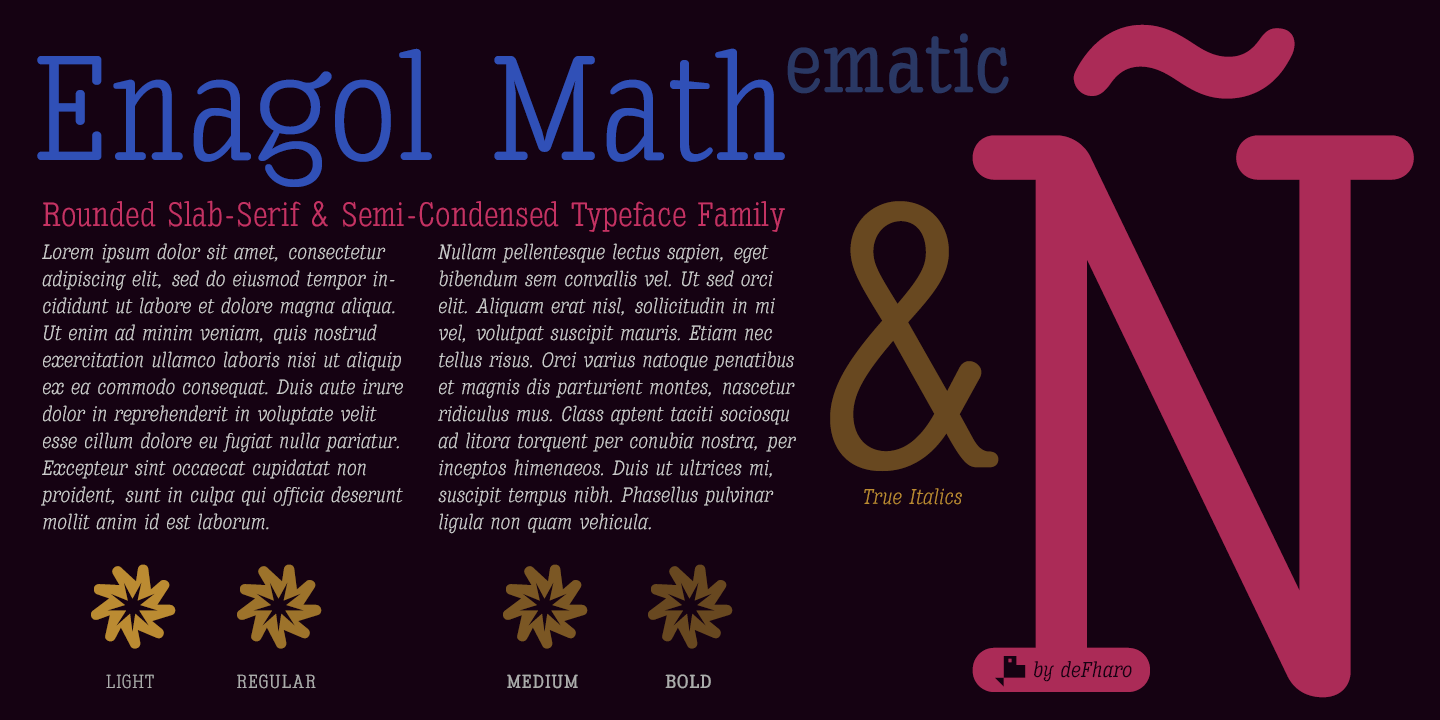 Enagol Mathematic
Rounded Slab-Serif & Semi-Condensed Typeface Family
Lorem ipsum dolor sit amet, consectetur
adipiscing elit, sed do eiusmod tempor in-
cididunt ut labore et dolore magna aliqua.
Ut enim ad minim veniam, quis nostrud
exercitation ullamco laboris nisi ut aliquip
ex ea commodo consequat. Duis aute irure
dolor in reprehenderit in voluptate velit
esse cillum dolore eu fugiat nulla pariatur.
Excepteur sint occaecat cupidatat non
proident, sunt in culpa qui officia deserunt
mollit anim id est laborum.
Nullam pellentesque lectus sapien, eget
bibendum sem convallis vel. Ut sed orci
elit. Aliquam erat nisl, sollicitudin in mi
vel, volutpat suscipit mauris. Etiam nec
tellus risus. Orci varius natoque penatibus
et magnis dis parturient montes, nascetur
ridiculus mus. Class aptent taciti sociosqu
ad litora torquent per conubia nostra, per
inceptos himenaeos. Duis ut ultrices mi,
suscipit tempus nibh. Phasellus pulvinar
ligula non quam vehicula.
&
True Italics
Ñ
LIGHT
REGULAR
MEDIUM
BOLD
by deFharo